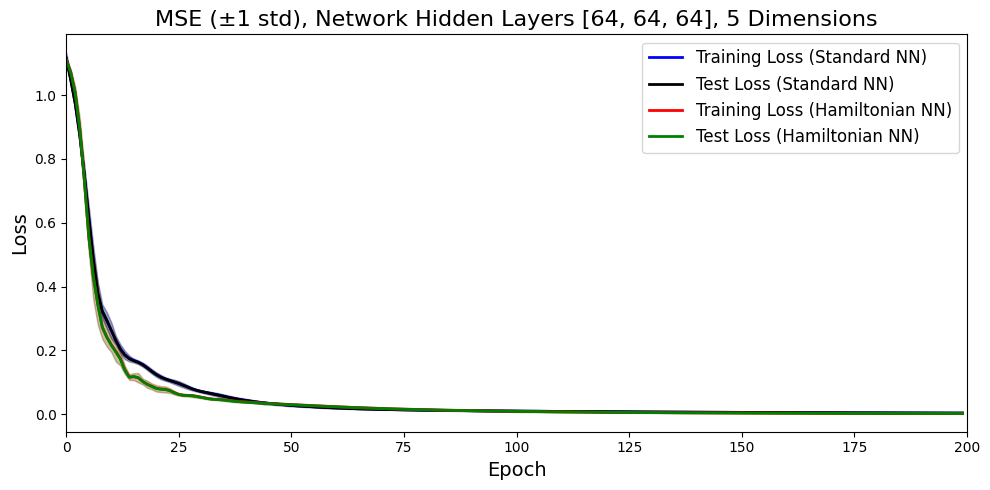 MSE (±1 std), Network Hidden Layers [64, 64, 64], 5 Dimensions
Training Loss (Standard NN)
Test Loss (Standard NN)
Training Loss (Hamiltonian NN)
Test Loss (Hamiltonian NN)
Loss
1.0
0.8
0.6
0.4
0.2
0.0
0 25 50 75 100 125 150 175 200
Epoch